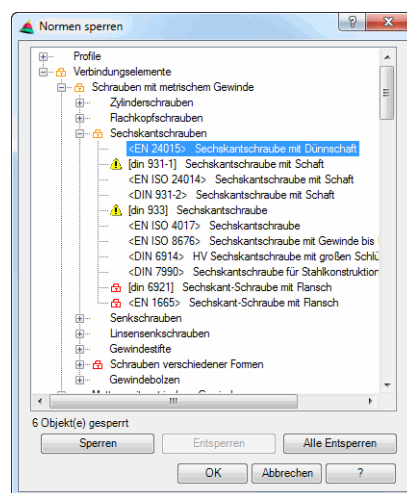 Normen sperren
Profile
Verbindungselemente
Schrauben mit metrischem Gewinde
Zylinderschrauben
Flachkopfschrauben
Sechskantschrauben
<EN 24015> Sechskantschraube mit Dünnschaft
[din 931-1] Sechskantschraube mit Schaft
<EN ISO 24014> Sechskantschraube mit Schaft
<DIN 931-2> Sechskantschraube mit Schaft
[din 933] Sechskantschraube
<EN ISO 4017> Sechskantschraube
<EN ISO 8676> Sechskantschraube mit Gewinde bis
<DIN 6914> HV Sechskantschraube mit großen Schlü
<DIN 7990> Sechskantschraube für Stahlkonstruktion
[din 6921] Sechskant-Schraube mit Flansch
<EN 1665> Sechskant-Schraube mit Flansch
Senkschrauben
Linsensenkschrauben
Gewindestifte
Schrauben verschiedener Formen
Gewindebolzen
6 Objekt(e) gesperrt
Sperren Entsperren Alle Entsperren
OK Abbrechen ?